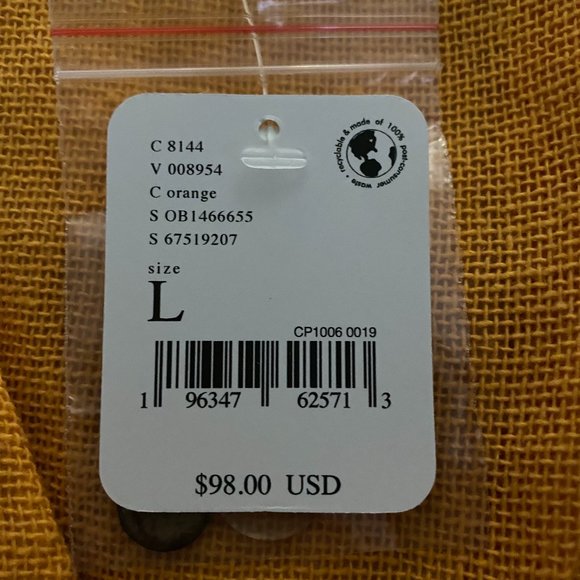 recyclable & made of 100% post-consumer waste •
C 8144
V 008954
C orange
S OB1466655
S 67519207
size
L
CP1006 0019
1 96347 62571 3
$98.00 USD